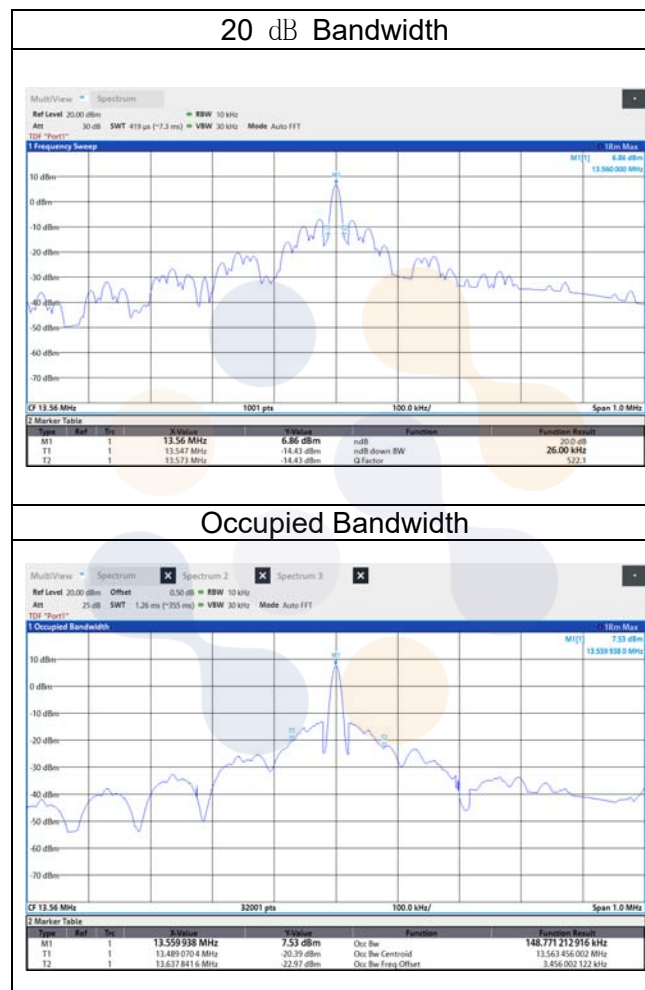 20 dB Bandwidth
MultiView Spectrum
Ref Level 20.00 dBm RBW 10 kHz
Att 30 dB SWT 419 µs (~7.3 ms) VBW 30 kHz Mode Auto FFT
TDF "Port1"
1 Frequency Sweep 1Rm Max
M1[1] 6.86 dBm
13.560 000 MHz
M1
10 dBm
0 dBm
-10 dBm
-20 dBm
-30 dBm
-40 dBm
-50 dBm
-60 dBm
-70 dBm
CF 13.56 MHz 1001 pts 100.0 kHz/ Span 1.0 MHz
2 Marker Table
Type Ref Trc X-Value Y-Value Function Function Result
M1 1 13.56 MHz 6.86 dBm ndB 20.0 dB
T1 1 13.547 MHz -14.43 dBm ndB down BW 26.00 kHz
T2 1 13.573 MHz -14.43 dBm Q Factor 522.1
Occupied Bandwidth
MultiView Spectrum X Spectrum 2 X Spectrum 3 X
Ref Level 20.00 dBm Offset 0.50 dB RBW 10 kHz
Att 25 dB SWT 1.26 ms (~355 ms) VBW 30 kHz Mode Auto FFT
TDF "Port1"
1 Occupied Bandwidth 1Rm Max
M1[1] 7.53 dBm
13.559 938 0 MHz
M1
10 dBm
0 dBm
-10 dBm
T1
T2
-20 dBm
-30 dBm
-40 dBm
-50 dBm
-60 dBm
-70 dBm
CF 13.56 MHz 32001 pts 100.0 kHz/ Span 1.0 MHz
2 Marker Table
Type Ref Trc X-Value Y-Value Function Function Result
M1 1 13.559 938 MHz 7.53 dBm Occ Bw 148.771 212 916 kHz
T1 1 13.489 070 4 MHz -20.39 dBm Occ Bw Centroid 13.563 456 002 MHz
T2 1 13.637 841 6 MHz -22.97 dBm Occ Bw Freq Offset 3.456 002 122 kHz